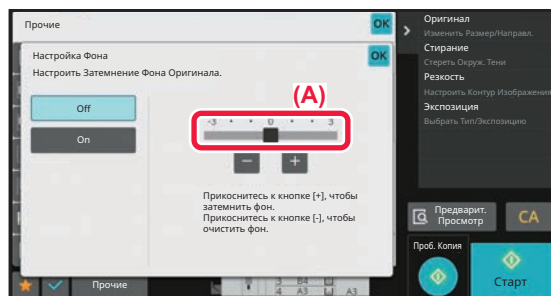 Прочие
OK
Настройка Фона
OK
Настроить Затемнение Фона Оригинала.
Off
On
(A)
-3 • • 0 • • 3
−
+
Прикоснитесь к кнопке [+], чтобы
затемнить фон.
Прикоснитесь к кнопке [-], чтобы
очистить фон.
Прочие
3 B4
4 A3
A3
Оригинал
Изменить Размер/Направл.
Стирание
Стереть Окруж. Тени
Резкость
Настроить Контур Изображения
Экспозиция
Выбрать Тип/Экспозицию
Предварит.
Просмотр
CA
Проб. Копия
Старт